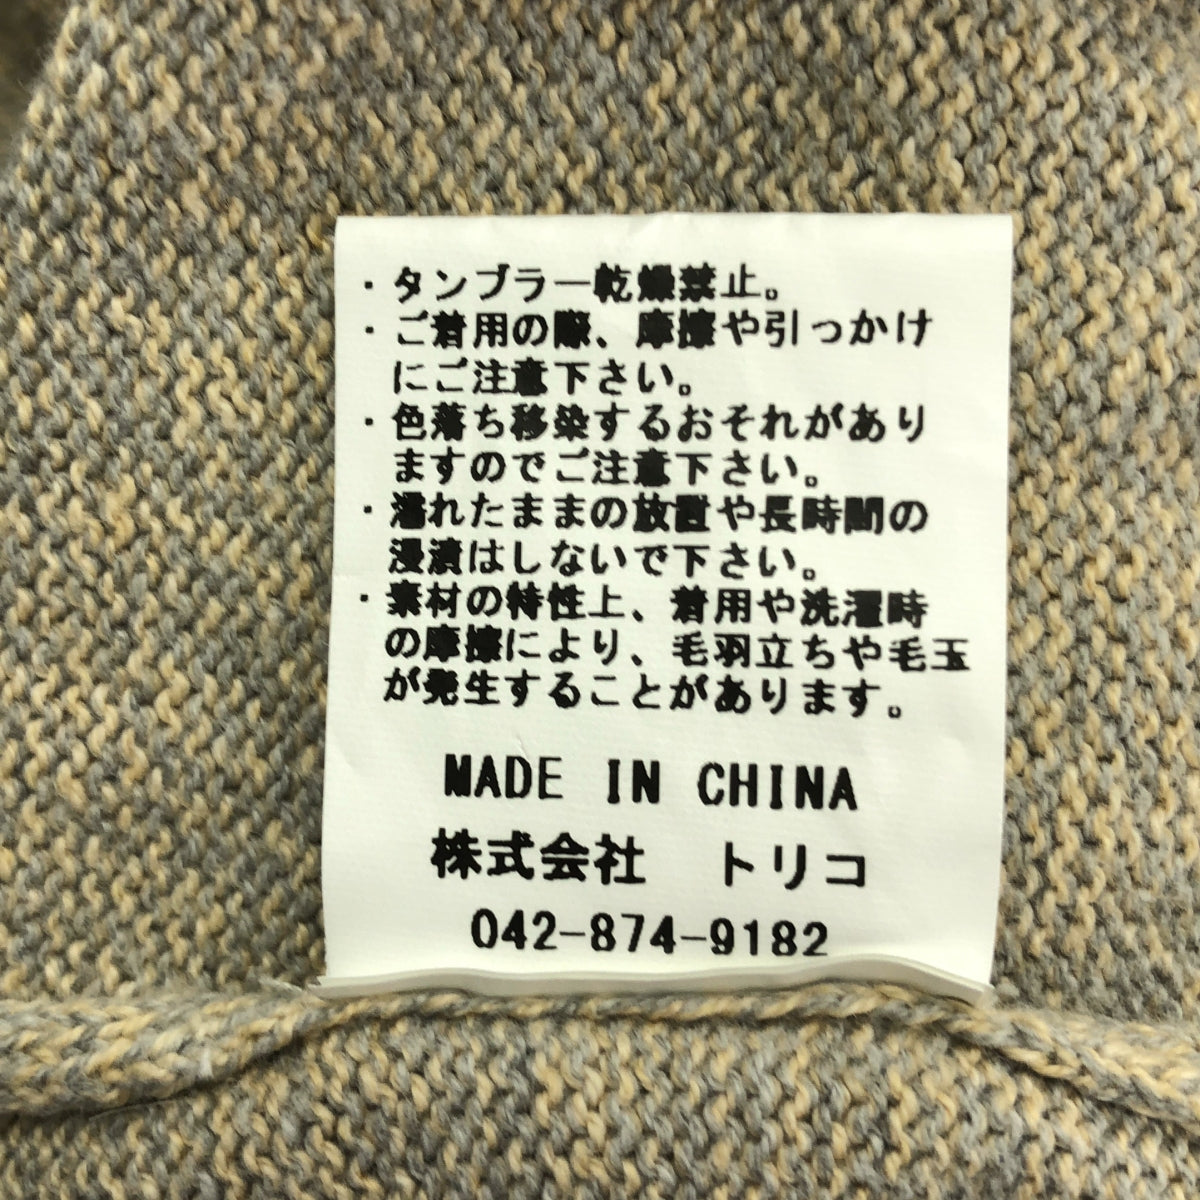 ・タンブラー乾燥禁止。
・ご着用の際、摩擦や引っかけ
にご注意下さい。
・色落ち移染するおそれがあり
ますのでご注意下さい。
・濡れたままの放置や長時間の
浸漬はしないで下さい。
・素材の特性上、着用や洗濯時
の摩擦により、毛羽立ちや毛玉
が発生することがあります。
MADE IN CHINA
株式会社 トリコ
042-874-9182